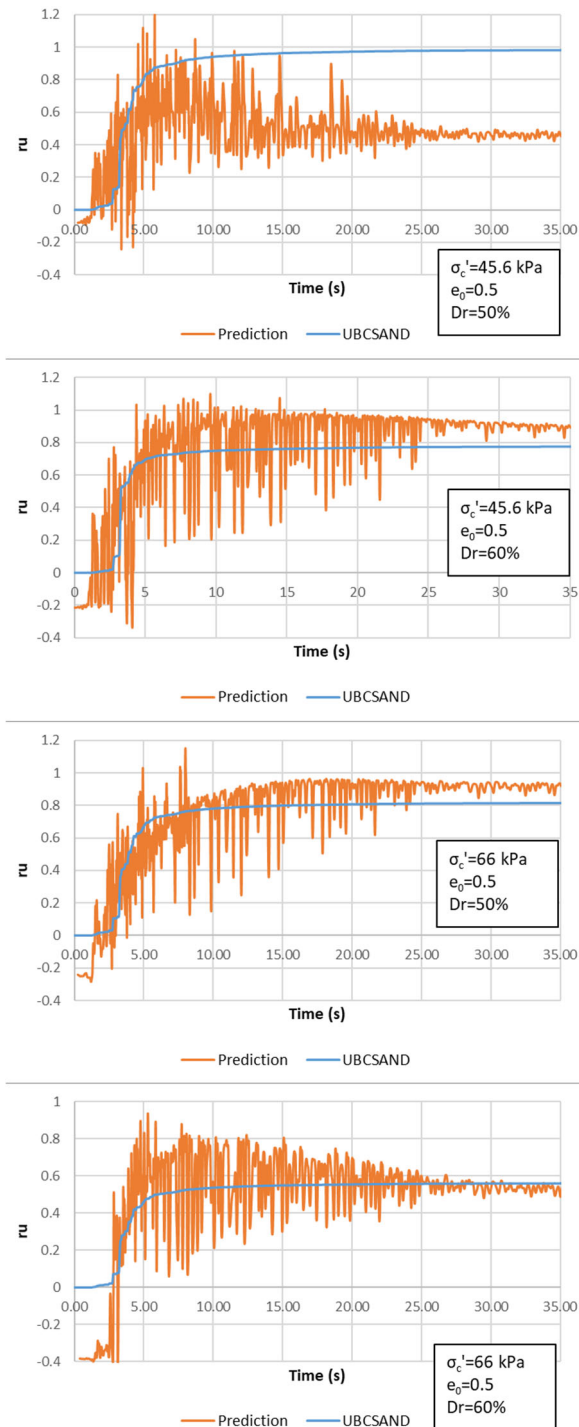 1.2
1
0.8
0.6
0.4
0.2
0
-0.2
-0.4
ru
0.00 5.00 10.00 15.00 20.00 25.00 30.00 35.00
Time (s)
σc'=45.6 kPa
e0=0.5
Dr=50%
Prediction UBCSAND
1.2
1
0.8
0.6
0.4
0.2
0
-0.2
-0.4
ru
0 5 10 15 20 25 30 35
Time (s)
σc'=45.6 kPa
e0=0.5
Dr=60%
Prediction UBCSAND
1.2
1
0.8
0.6
0.4
0.2
0
-0.2
-0.4
ru
0.00 5.00 10.00 15.00 20.00 25.00 30.00 35.00
Time (s)
σc'=66 kPa
e0=0.5
Dr=50%
Prediction UBCSAND
1
0.8
0.6
0.4
0.2
0
-0.2
-0.4
ru
0.00 5.00 10.00 15.00 20.00 25.00 30.00 35.00
Time (s)
σc'=66 kPa
e0=0.5
Dr=60%
Prediction UBCSAND